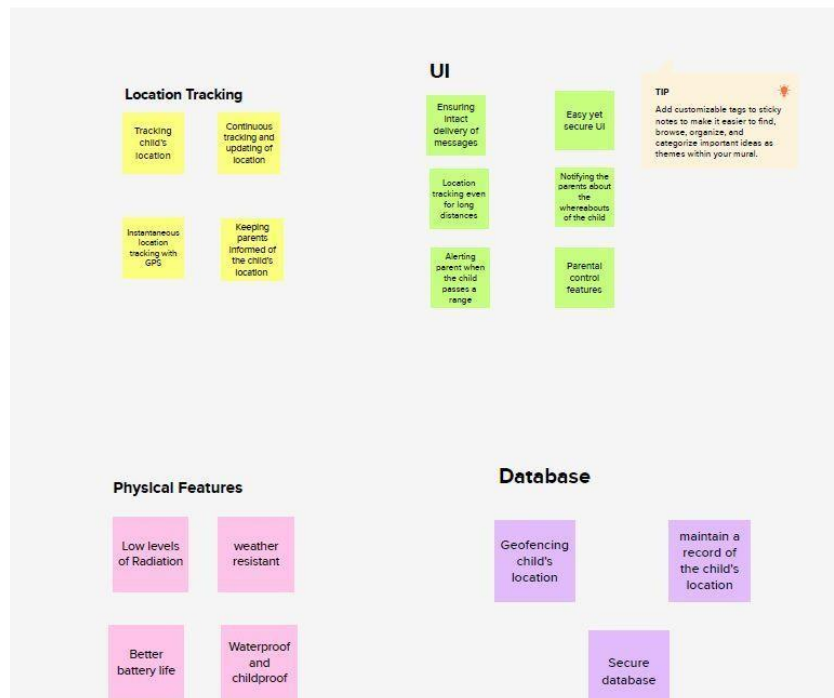 Location Tracking
Tracking
child's
location
Continuous
tracking and
updating of
location
Instantaneous
location
tracking with
GPS
Keeping
parents
informed of
the child's
location
UI
Ensuring
intact
delivery of
messages
Easy yet
secure UI
Location
tracking even
for long
distances
Notifying the
parents about
the
whereabouts
of the child
Alerting
parent when
the child
passes a
range
Parental
control
features
TIP
Add customizable tags to sticky
notes to make it easier to find,
browse, organize, and
categorize important ideas as
themes within your mural.
Physical Features
Low levels
of Radiation
weather
resistant
Better
battery life
Waterproof
and
childproof
Database
Geofencing
child's
location
maintain a
record of
the child's
location
Secure
database